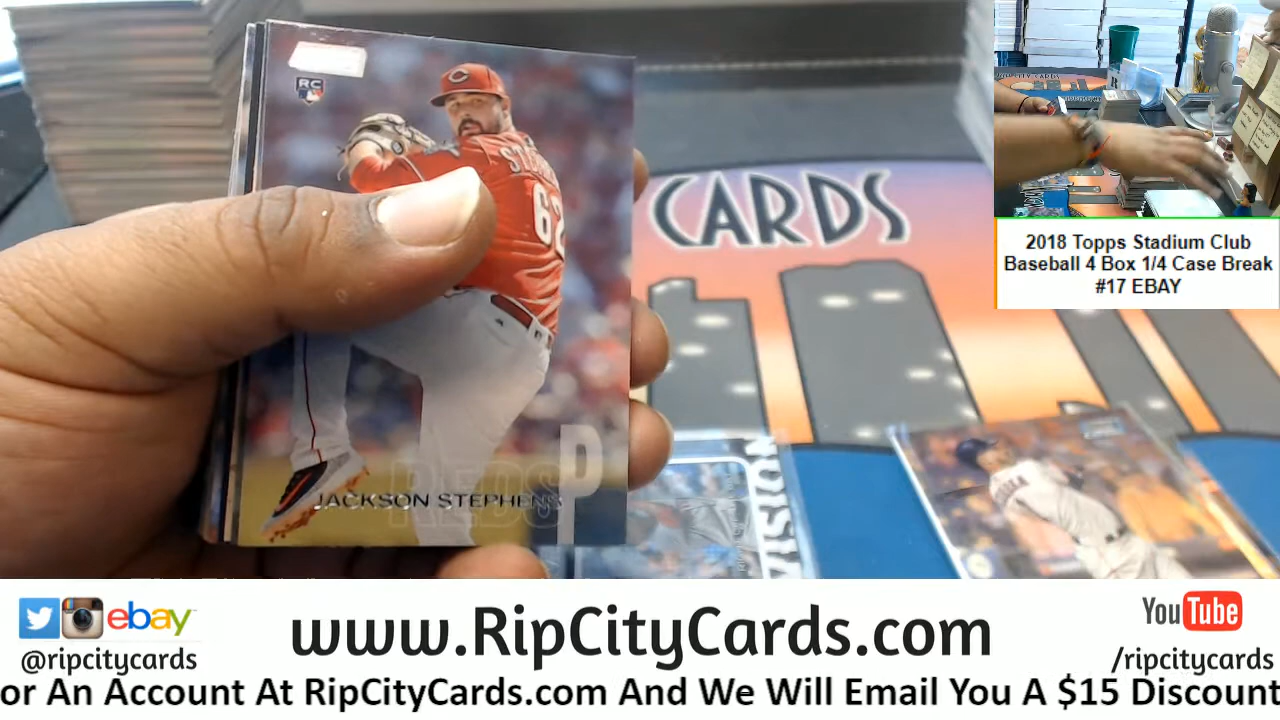 RC
62
REDS
P
JACKSON STEPHENS
CARDS
VISION
2018 Topps Stadium Club
Baseball 4 Box 1/4 Case Break
#17 EBAY
ebay
@ripcitycards
www.RipCityCards.com
YouTube
/ripcitycards
or An Account At RipCityCards.com And We Will Email You A $15 Discount